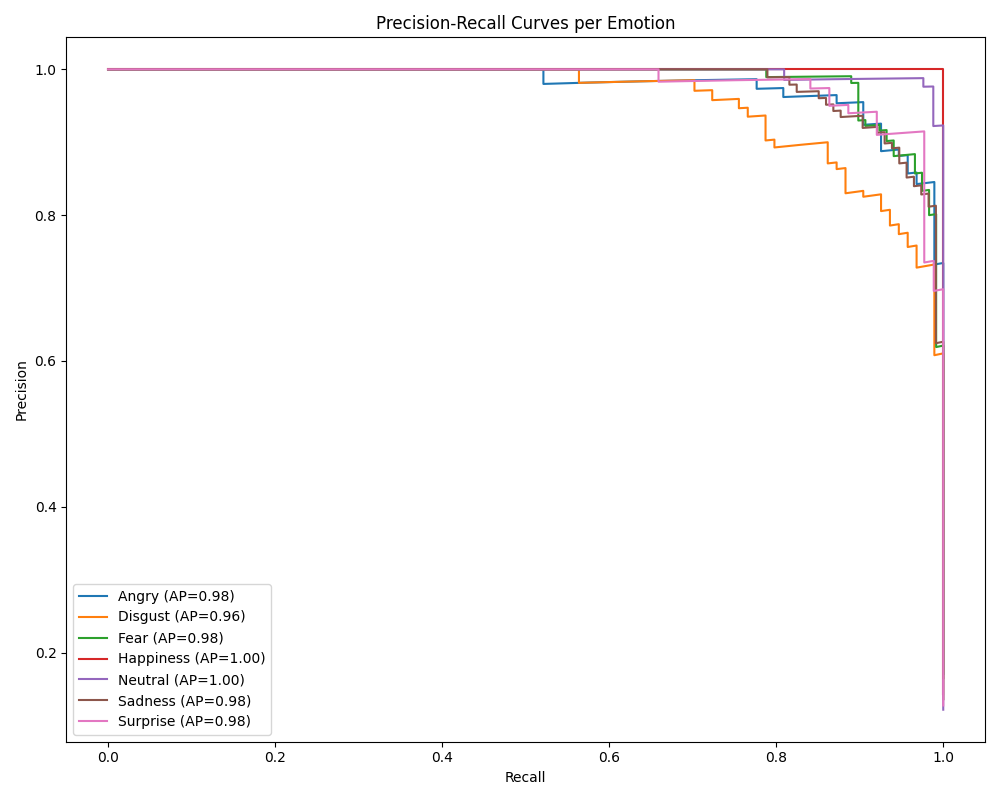 Precision-Recall Curves per Emotion
1.0
0.8
0.6
0.4
0.2
Precision
Angry (AP=0.98)
Disgust (AP=0.96)
Fear (AP=0.98)
Happiness (AP=1.00)
Neutral (AP=1.00)
Sadness (AP=0.98)
Surprise (AP=0.98)
0.0 0.2 0.4 0.6 0.8 1.0
Recall